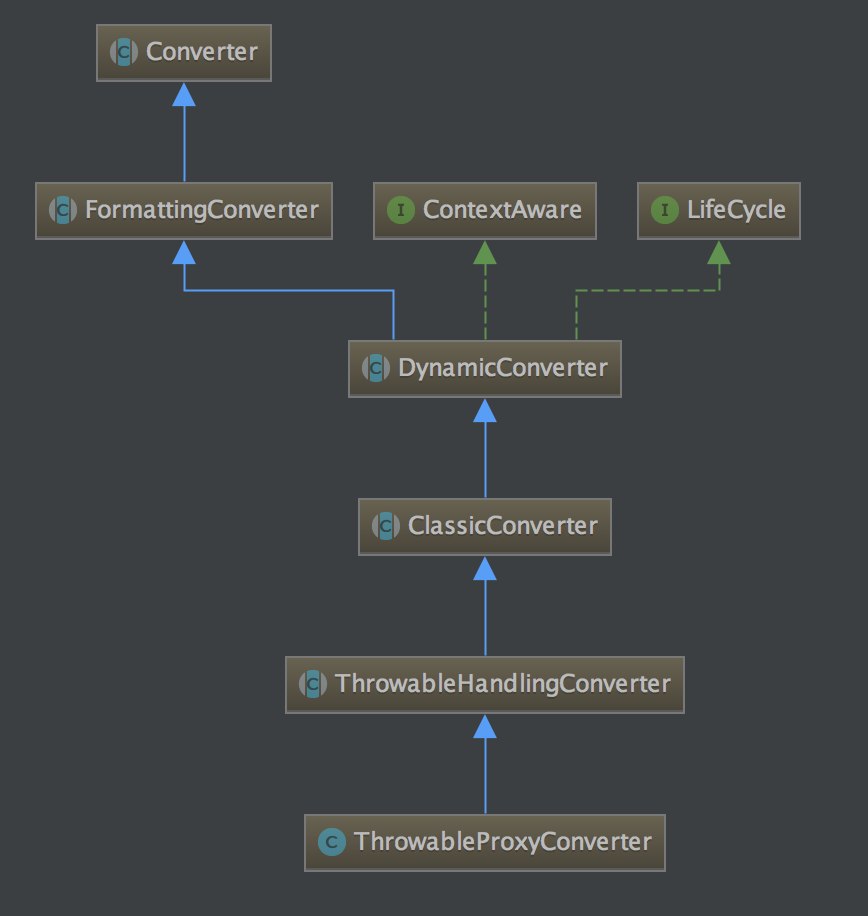 C Converter
C FormattingConverter
I ContextAware
I LifeCycle
C DynamicConverter
C ClassicConverter
C ThrowableHandlingConverter
C ThrowableProxyConverter